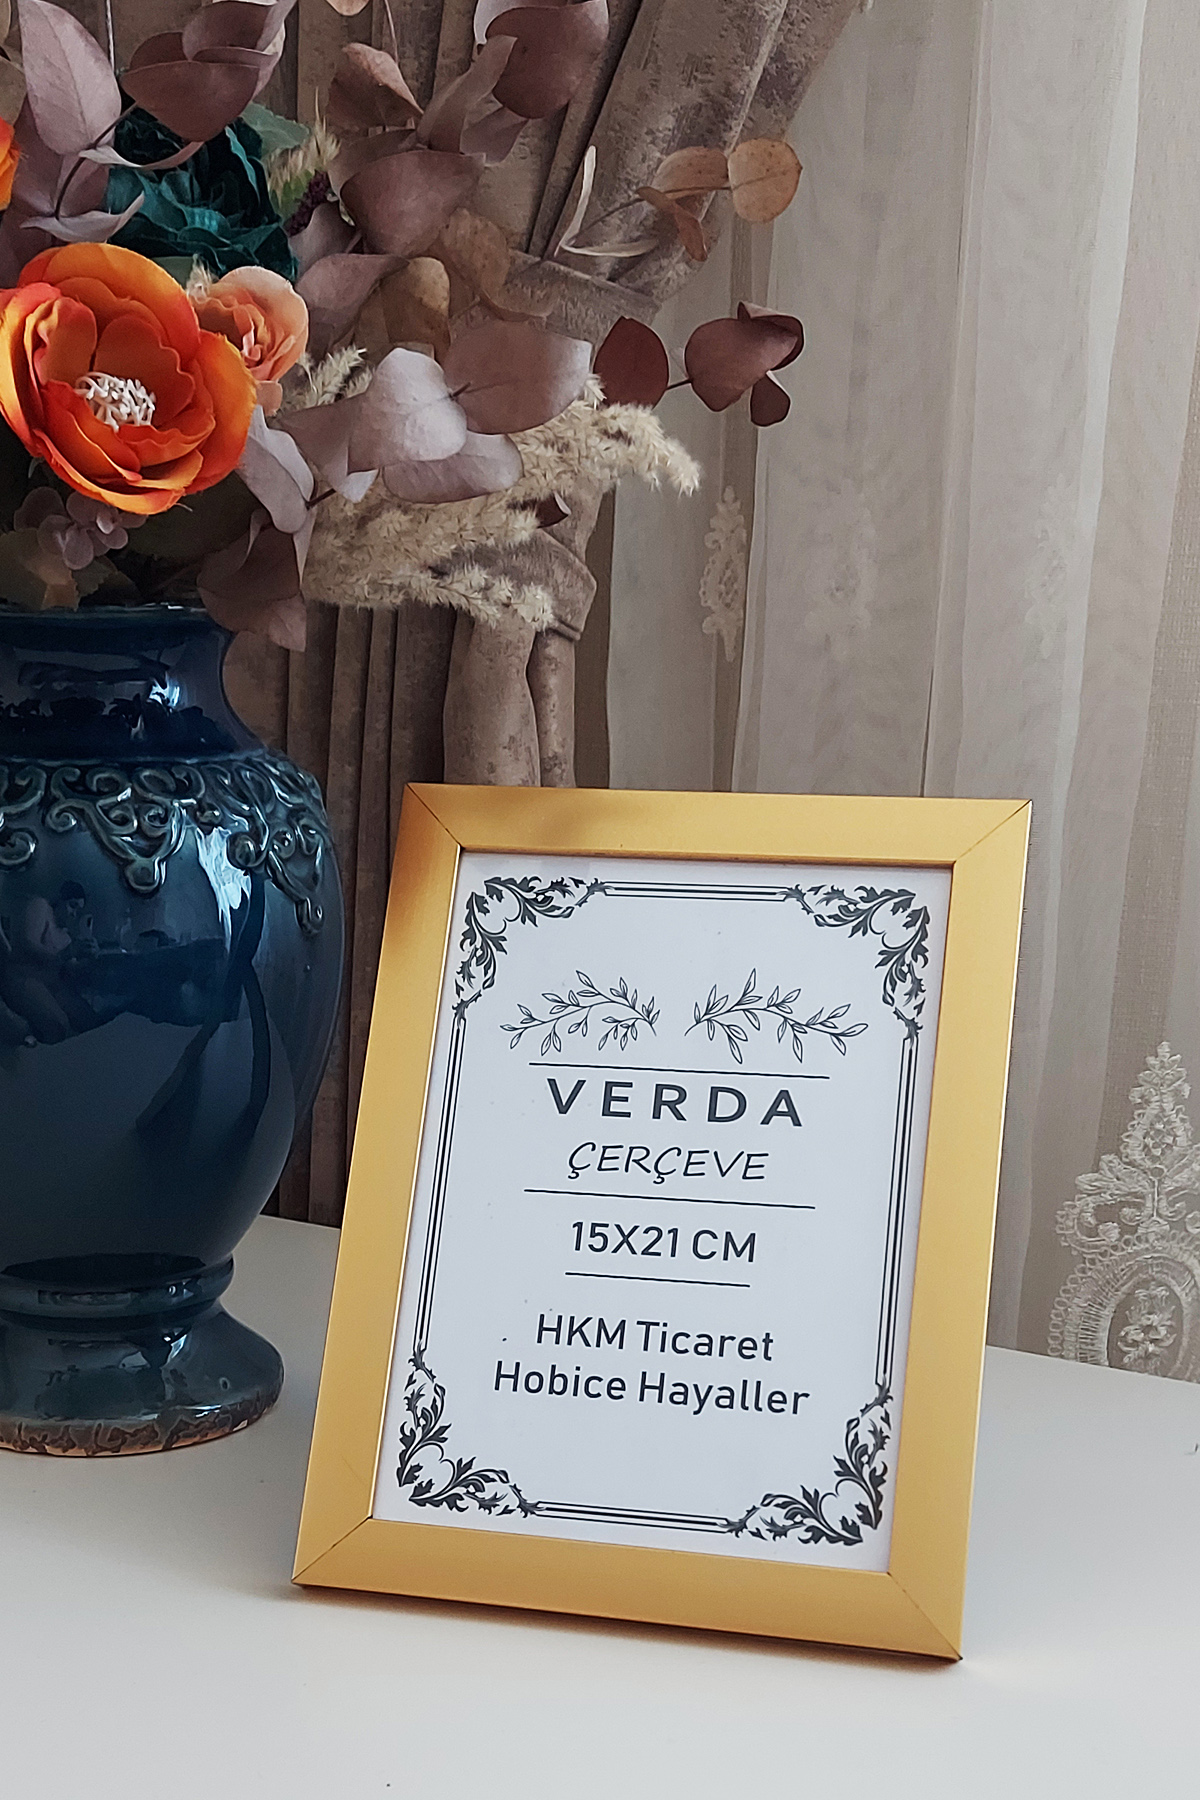 VERDA
ÇERÇEVE
15X21 CM
HKM Ticaret
Hobice Hayaller